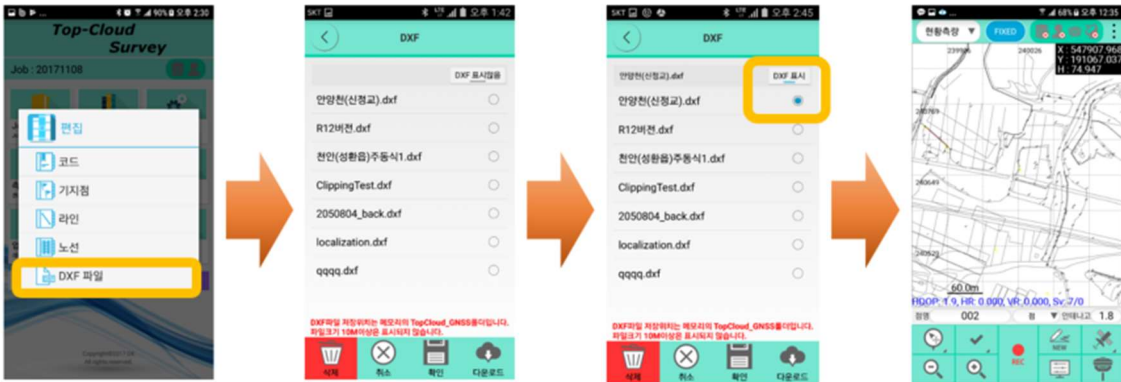 90% 오후 2:30
Top-Cloud
Survey
Job : 20171108
편집
코드
기지점
라인
노선
DXF 파일
All rights reserved.
SKT
오후 1:42
DXF
DXF 표시않음
안양천(신정교).dxf
R12버전.dxf
천안(성환읍)주동식1.dxf
ClippingTest.dxf
2050804_back.dxf
localization.dxf
qqqq.dxf
DXF파일 저장위치는 메모리의 TopCloud_GNSS폴더입니다.
파일크기 10M이상은 표시되지 않습니다.
삭제
취소
확인
다운로드
SKT
오후 2:45
DXF
안양천(신정교).dxf
DXF 표시
안양천(신정교).dxf
R12버전.dxf
천안(성환읍)주동식1.dxf
ClippingTest.dxf
2050804_back.dxf
localization.dxf
qqqq.dxf
DXF파일 저장위치는 메모리의 TopCloud_GNSS폴더입니다.
파일크기 10M이상은 표시되지 않습니다.
삭제
취소
확인
다운로드
68% 오후 12:35
현황측량
FIXED
X : 547907.968
Y : 191067.037
H : 74.947
60.0m
HDOP: 1.9, HR: 0.000, VR: 0.000, Sv: 7/0
점명
002
점
안테나고
1.8
REC
NEW